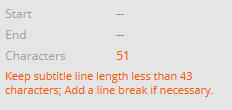 Start --
End --
Characters 51
Keep subtitle line length less than 43
characters; Add a line break if necessary.